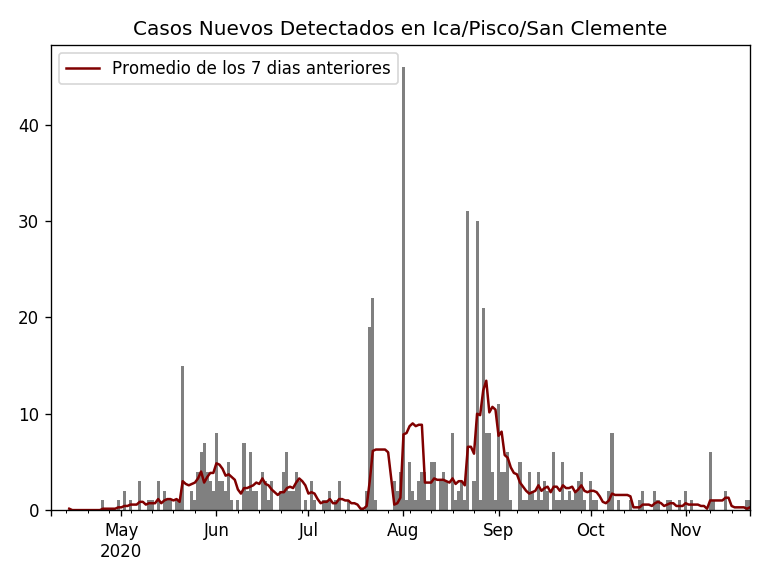 Casos Nuevos Detectados en Ica/Pisco/San Clemente
Promedio de los 7 dias anteriores
40
30
20
10
0
May Jun Jul Aug Sep Oct Nov
2020